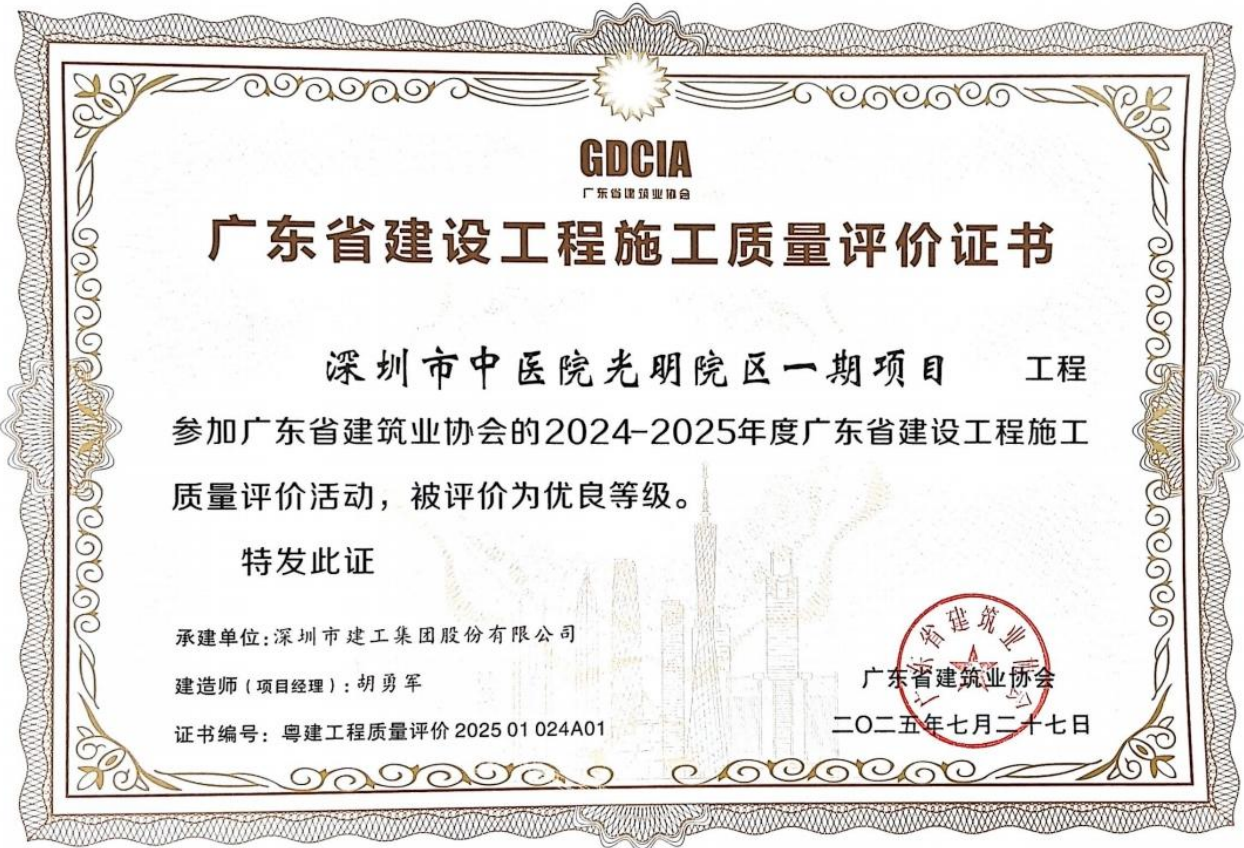 GDCIA
广东省建筑业协会
广东省建设工程施工质量评价证书
深圳市中医院光明院区一期项目 工程
参加广东省建筑业协会的2024-2025年度广东省建设工程施工
质量评价活动，被评价为优良等级。
特发此证
承建单位：深圳市建工集团股份有限公司
建造师（项目经理）：胡勇军
证书编号：粤建工程质量评价 2025 01 024A01
广东省建筑业协会
广东省建筑业协会
二〇二五年七月二十七日